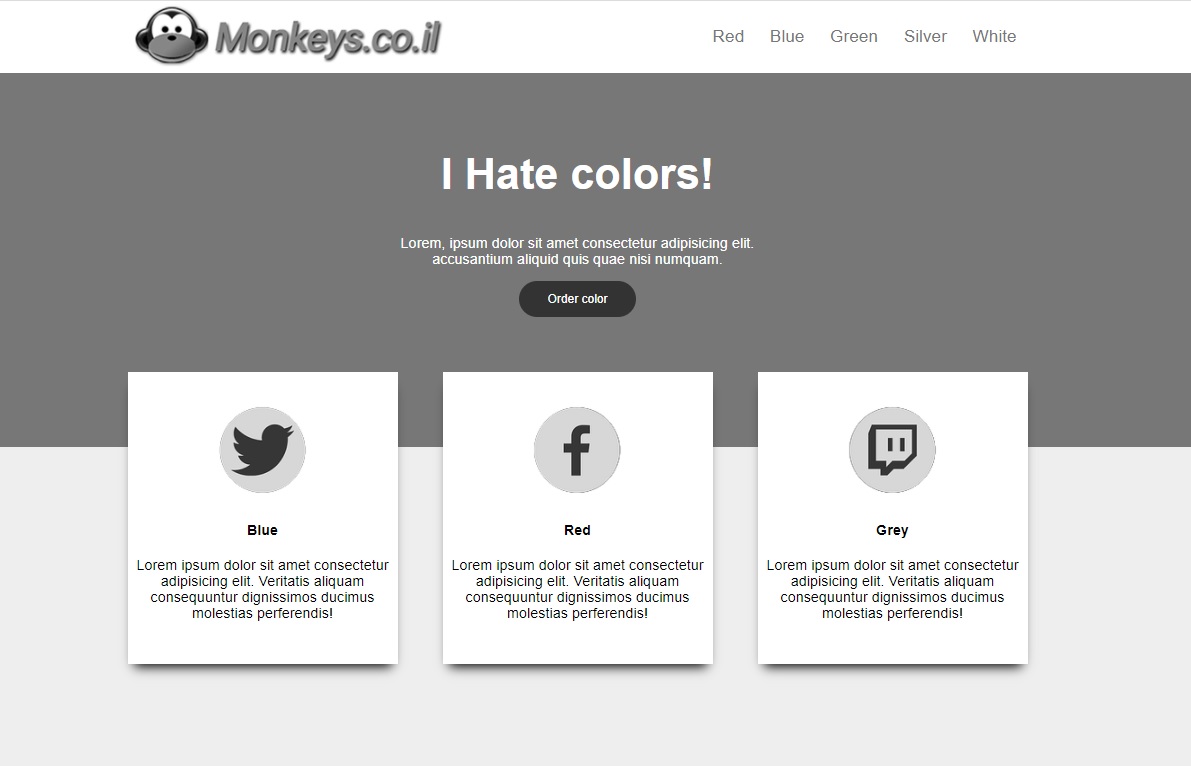 Monkeys.co.il
Red Blue Green Silver White
I Hate colors!
Lorem, ipsum dolor sit amet consectetur adipisicing elit.
accusantium aliquid quis quae nisi numquam.
Order color
Blue
Lorem ipsum dolor sit amet consectetur
adipisicing elit. Veritatis aliquam
consequuntur dignissimos ducimus
molestias perferendis!
Red
Lorem ipsum dolor sit amet consectetur
adipisicing elit. Veritatis aliquam
consequuntur dignissimos ducimus
molestias perferendis!
Grey
Lorem ipsum dolor sit amet consectetur
adipisicing elit. Veritatis aliquam
consequuntur dignissimos ducimus
molestias perferendis!